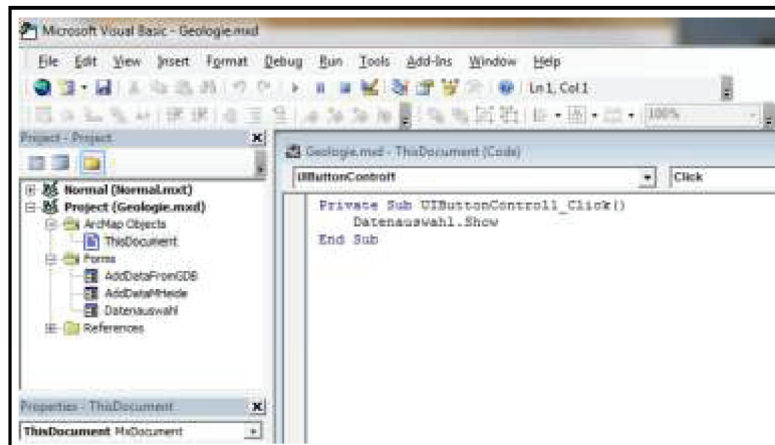 Microsoft Visual Basic - Geologie.mxd
File Edit View Insert Format Debug Run Tools Add-Ins Window Help
Ln 1, Col 1
100%
Project - Project
Normal (Normal.mxt)
Project (Geologie.mxd)
ArcMap Objects
ThisDocument
Forms
AddDataFromGDB
AddDataMHeide
Datenauswahl
References
Properties - ThisDocument
ThisDocument MxDocument
Geologie.mxd - ThisDocument (Code)
UIButtonControl1
Click
Private Sub UIButtonControl1_Click()
Datenauswahl.Show
End Sub